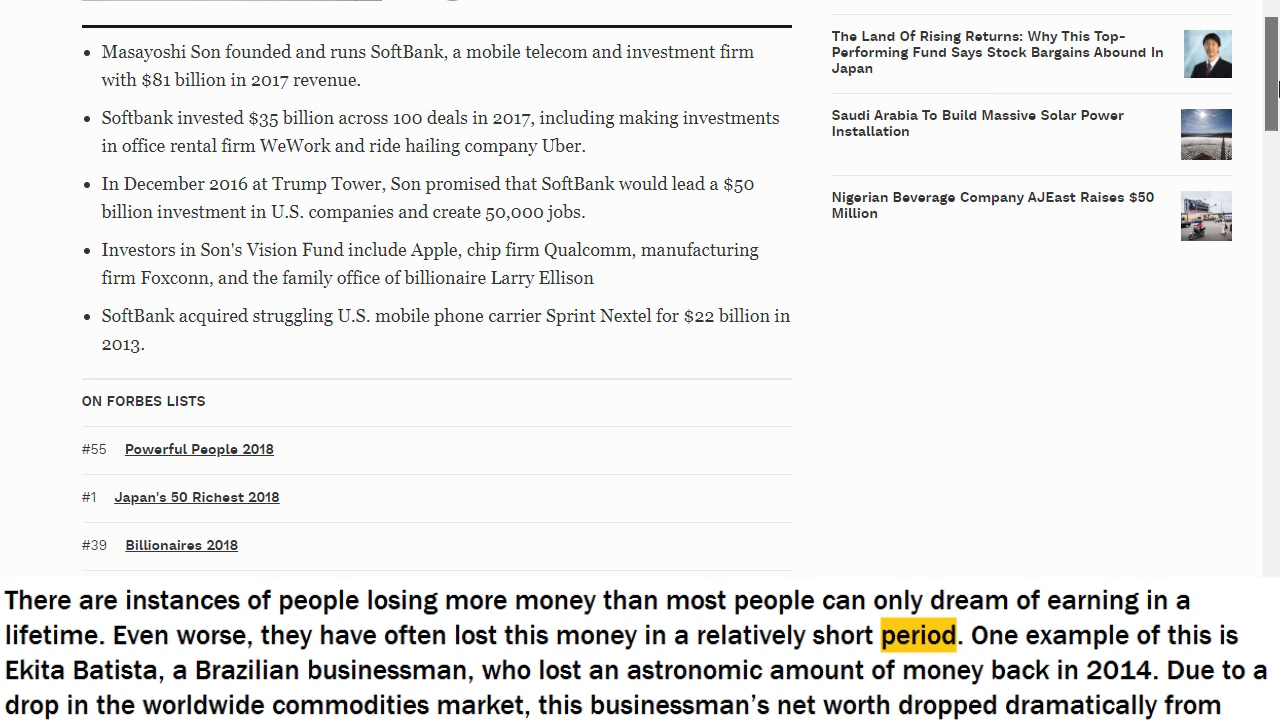 Masayoshi Son founded and runs SoftBank, a mobile telecom and investment firm
with $81 billion in 2017 revenue.
Softbank invested $35 billion across 100 deals in 2017, including making investments
in office rental firm WeWork and ride hailing company Uber.
In December 2016 at Trump Tower, Son promised that SoftBank would lead a $50
billion investment in U.S. companies and create 50,000 jobs.
Investors in Son's Vision Fund include Apple, chip firm Qualcomm, manufacturing
firm Foxconn, and the family office of billionaire Larry Ellison
SoftBank acquired struggling U.S. mobile phone carrier Sprint Nextel for $22 billion in
2013.
ON FORBES LISTS
#55 Powerful People 2018
#1 Japan's 50 Richest 2018
#39 Billionaires 2018
The Land Of Rising Returns: Why This Top-
Performing Fund Says Stock Bargains Abound In
Japan
Saudi Arabia To Build Massive Solar Power
Installation
Nigerian Beverage Company AJEast Raises $50
Million
There are instances of people losing more money than most people can only dream of earning in a
lifetime. Even worse, they have often lost this money in a relatively short period. One example of this is
Ekita Batista, a Brazilian businessman, who lost an astronomic amount of money back in 2014. Due to a
drop in the worldwide commodities market, this businessman’s net worth dropped dramatically from